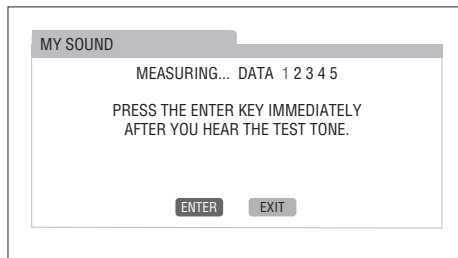 MY SOUND
MEASURING... DATA 1 2 3 4 5
PRESS THE ENTER KEY IMMEDIATELY
AFTER YOU HEAR THE TEST TONE.
ENTER EXIT